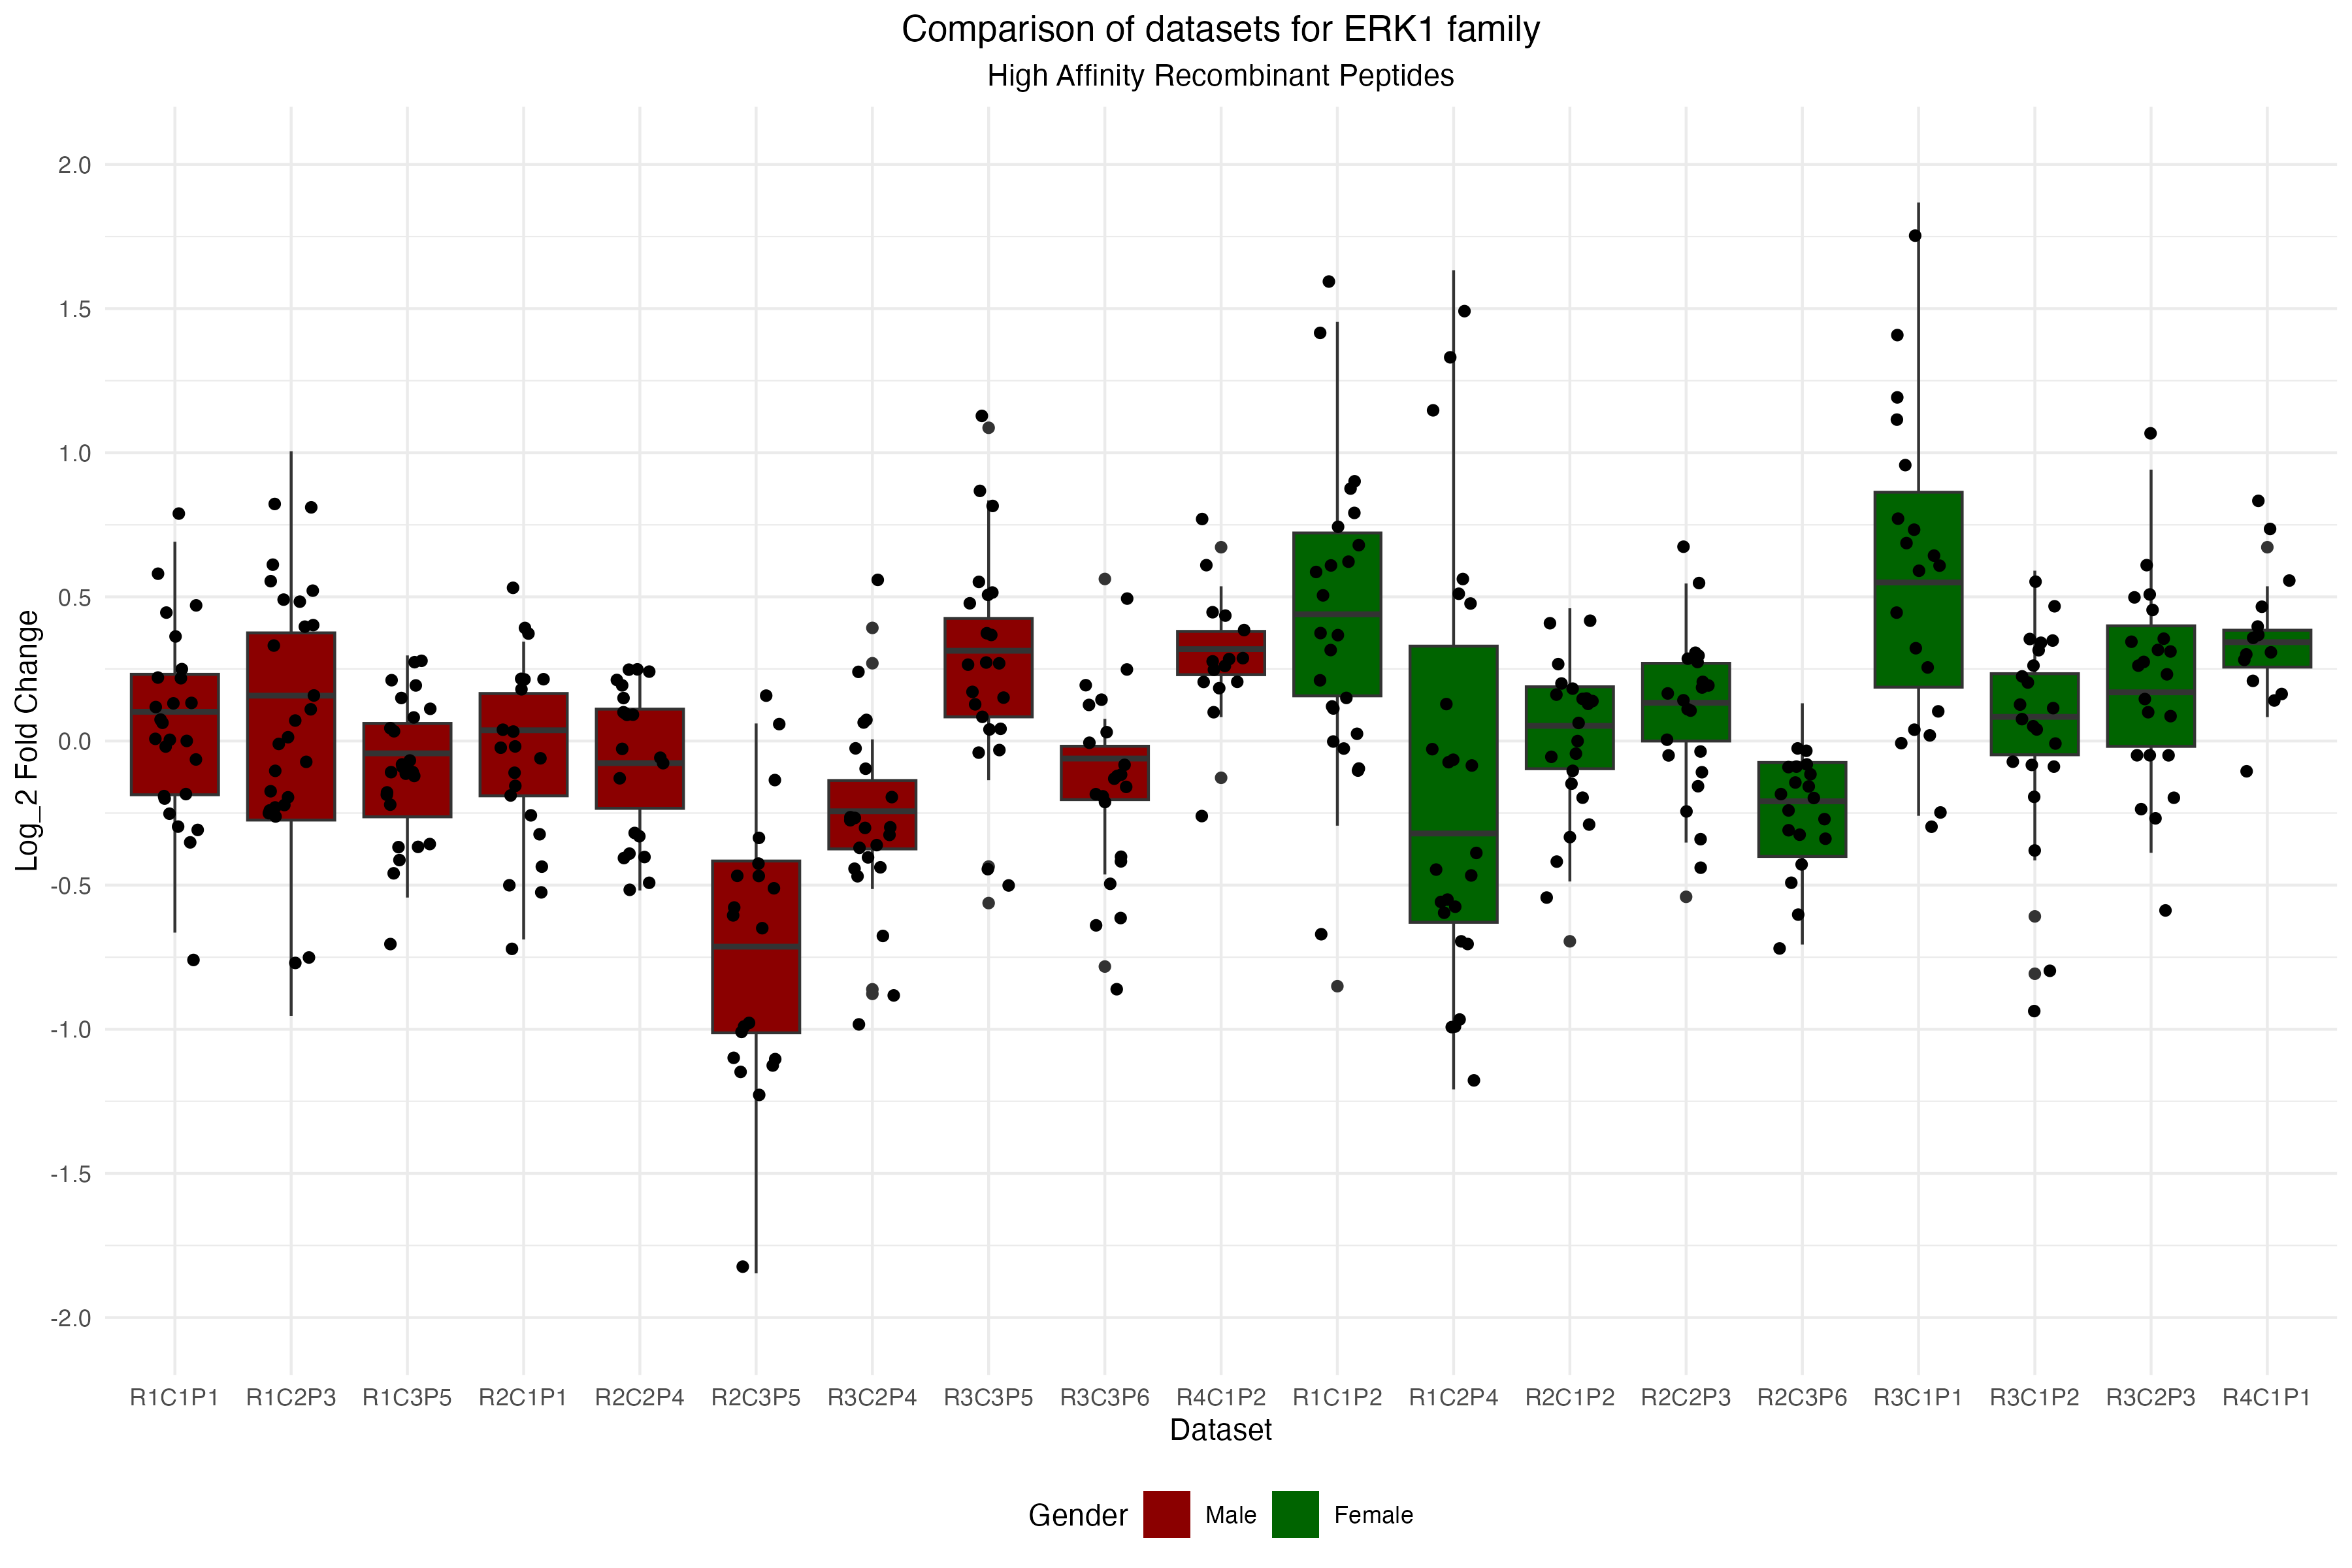 Comparison of datasets for ERK1 family
High Affinity Recombinant Peptides
Log_2 Fold Change
2.0
1.5
1.0
0.5
0.0
-0.5
-1.0
-1.5
-2.0
R1C1P1 R1C2P3 R1C3P5 R2C1P1 R2C2P4 R2C3P5 R3C2P4 R3C3P5 R3C3P6 R4C1P2 R1C1P2 R1C2P4 R2C1P2 R2C2P3 R2C3P6 R3C1P1 R3C1P2 R3C2P3 R4C1P1
Dataset
Gender Male Female